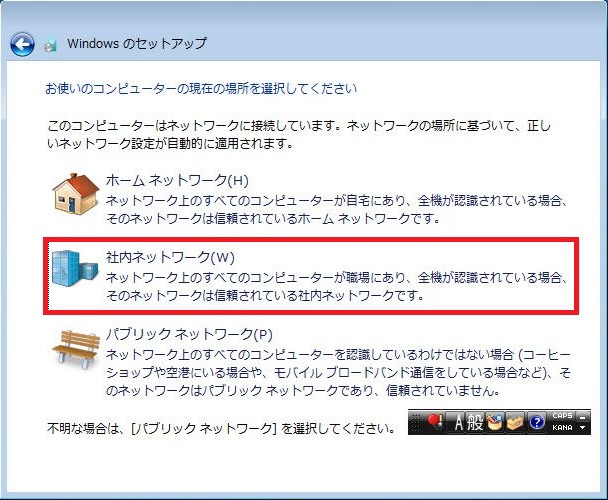 Windows のセットアップ
お使いのコンピューターの現在の場所を選択してください
このコンピューターはネットワークに接続しています。ネットワークの場所に基づいて、正し
いネットワーク設定が自動的に適用されます。
ホーム ネットワーク(H)
ネットワーク上のすべてのコンピューターが自宅にあり、全機が認識されている場合、
そのネットワークは信頼されているホーム ネットワークです。
社内ネットワーク(W)
ネットワーク上のすべてのコンピューターが職場にあり、全機が認識されている場合、
そのネットワークは信頼されている社内ネットワークです。
パブリック ネットワーク(P)
ネットワーク上のすべてのコンピューターを認識しているわけではない場合 (コーヒー
ショップや空港にいる場合や、モバイル ブロードバンド通信をしている場合など)、そ
のネットワークはパブリック ネットワークであり、信頼されていません。
不明な場合は、[パブリック ネットワーク] を選択してください。
A 般 ? CAPS
KANA